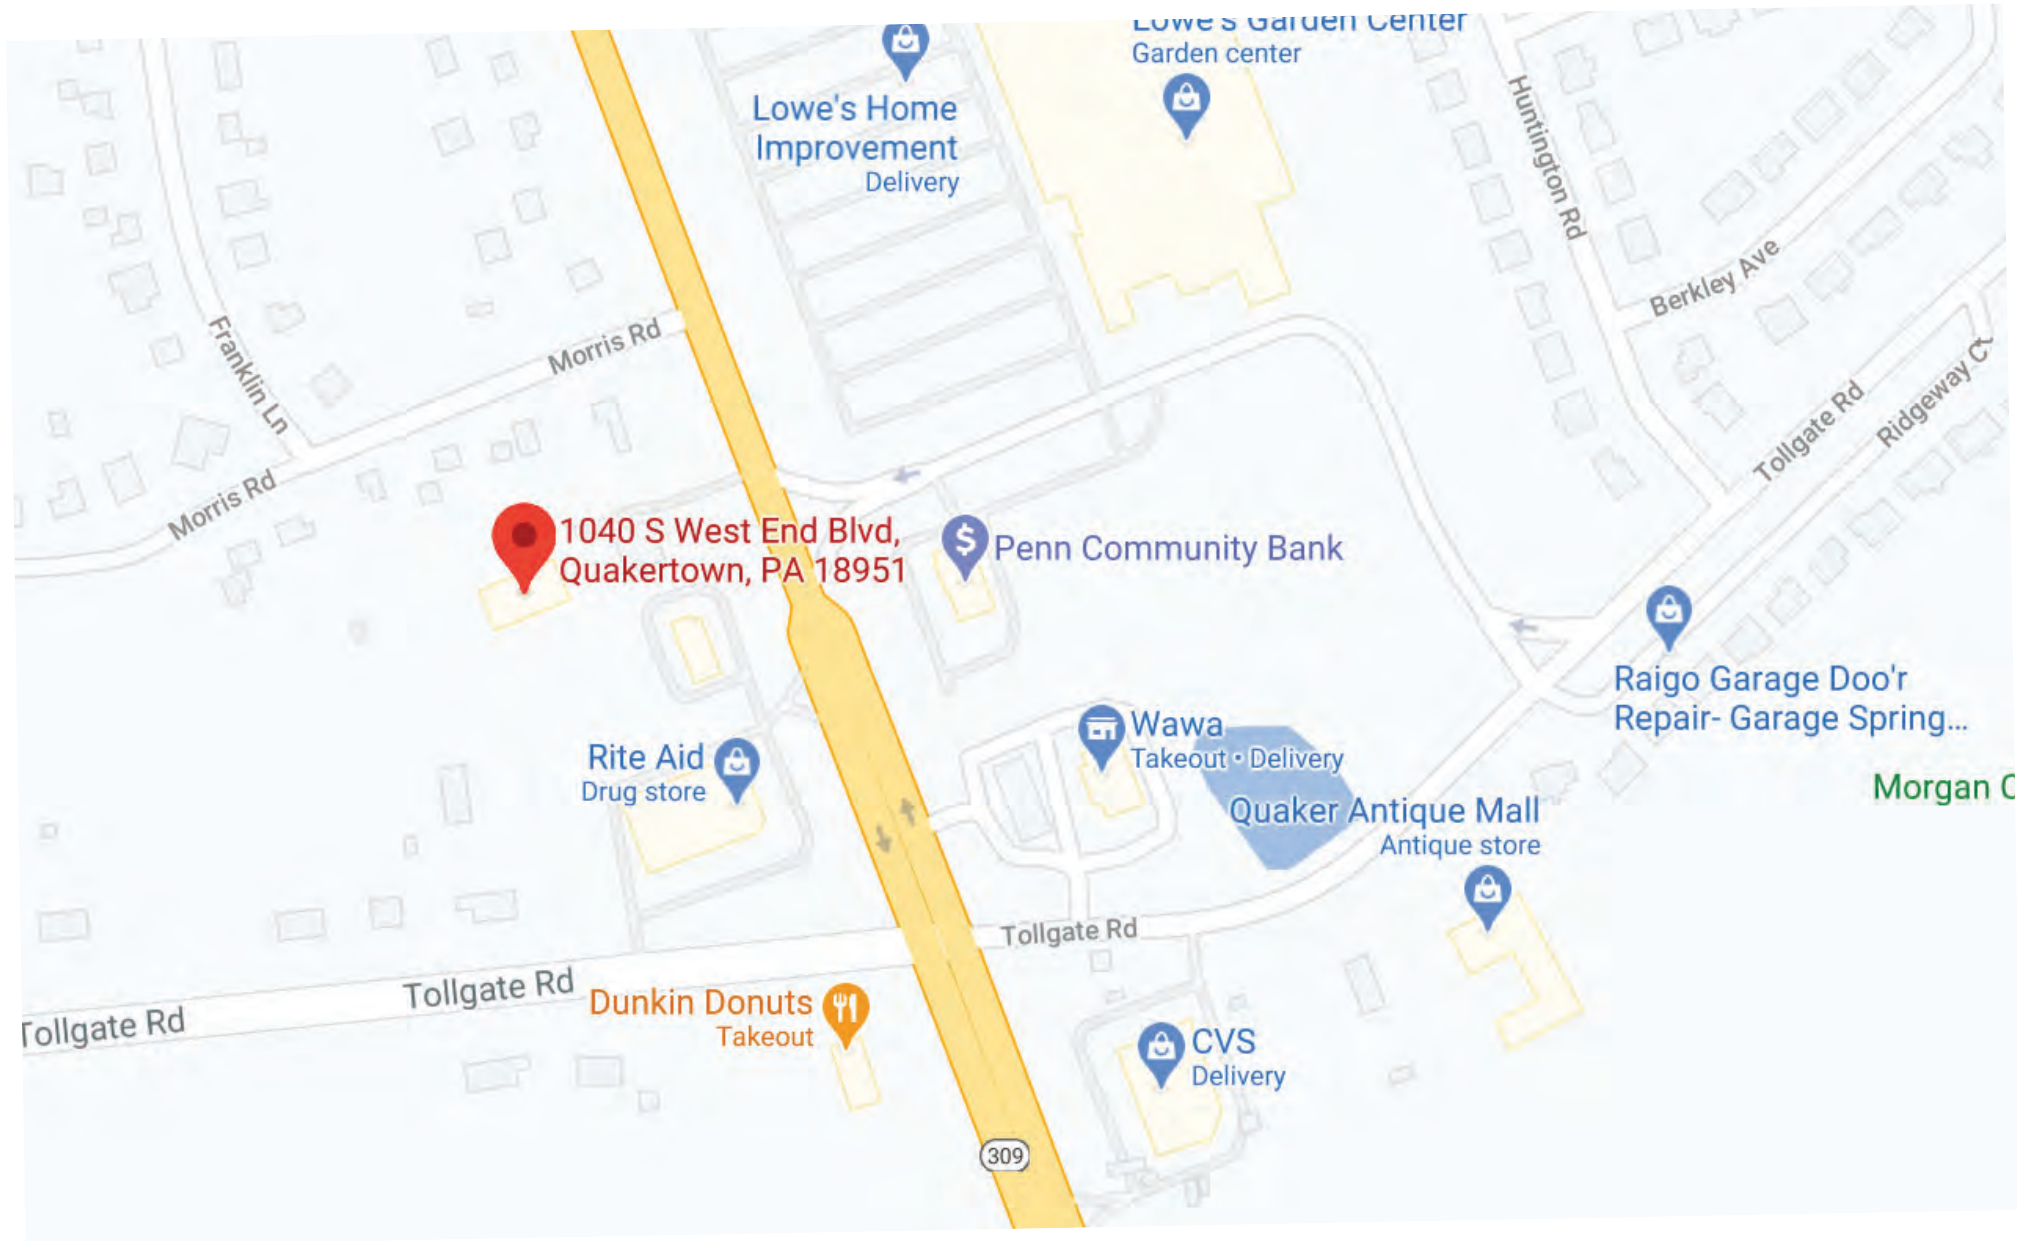 Lowe's Garden Center
Garden center
Lowe's Home
Improvement
Delivery
Huntington Rd
Berkley Ave
Franklin Ln
Morris Rd
Morris Rd
Tollgate Rd
Ridgeway Ct
1040 S West End Blvd,
Quakertown, PA 18951
$
Penn Community Bank
Raigo Garage Doo'r
Repair- Garage Spring...
Wawa
Takeout • Delivery
Rite Aid
Drug store
Morgan C
Quaker Antique Mall
Antique store
Tollgate Rd
Tollgate Rd
Tollgate Rd
Dunkin Donuts
Takeout
CVS
Delivery
309